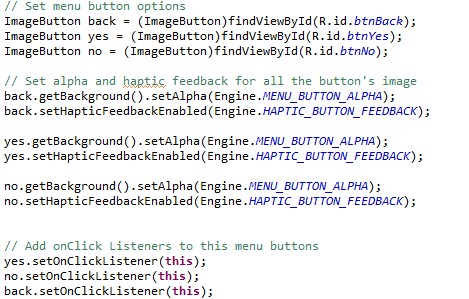 // Set menu button options
ImageButton back = (ImageButton)findViewById(R.id.btnBack);
ImageButton yes = (ImageButton)findViewById(R.id.btnYes);
ImageButton no = (ImageButton)findViewById(R.id.btnNo);
// Set alpha and haptic feedback for all the button's image
back.getBackground().setAlpha(Engine.MENU_BUTTON_ALPHA);
back.setHapticFeedbackEnabled(Engine.HAPTIC_BUTTON_FEEDBACK);
yes.getBackground().setAlpha(Engine.MENU_BUTTON_ALPHA);
yes.setHapticFeedbackEnabled(Engine.HAPTIC_BUTTON_FEEDBACK);
no.getBackground().setAlpha(Engine.MENU_BUTTON_ALPHA);
no.setHapticFeedbackEnabled(Engine.HAPTIC_BUTTON_FEEDBACK);
// Add onClick Listeners to this menu buttons
yes.setOnClickListener(this);
no.setOnClickListener(this);
back.setOnClickListener(this);